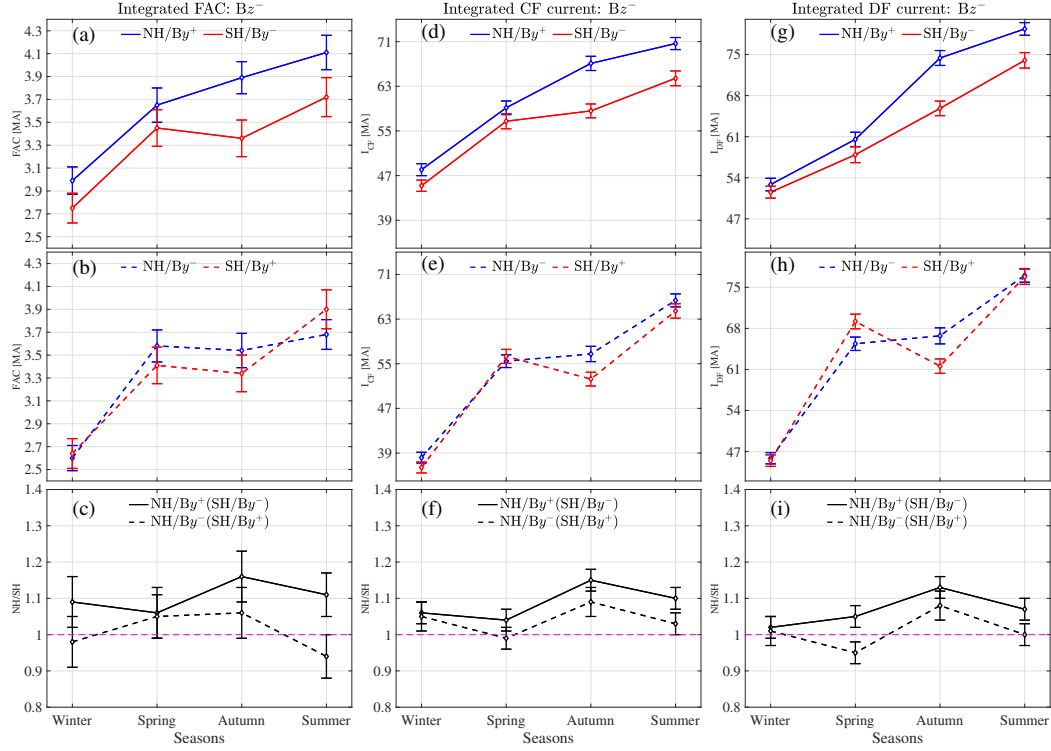 Integrated FAC: Bz−
(a)
NH/By+ SH/By−
4.3
4.1
3.9
3.7
3.5
3.3
3.1
2.9
2.7
2.5
FAC [MA]
Integrated CF current: Bz−
(d)
NH/By+ SH/By−
71
63
55
47
39
I_CF [MA]
Integrated DF current: Bz−
(g)
NH/By+ SH/By−
75
68
61
54
47
I_DF [MA]
(b)
NH/By− SH/By+
4.3
4.1
3.9
3.7
3.5
3.3
3.1
2.9
2.7
2.5
FAC [MA]
(e)
NH/By− SH/By+
71
63
55
47
39
I_CF [MA]
(h)
NH/By− SH/By+
75
68
61
54
47
I_DF [MA]
(c)
NH/By+(SH/By−)
NH/By−(SH/By+)
1.4
1.3
1.2
1.1
1
0.9
0.8
NH/SH
Winter Spring Autumn Summer
Seasons
(f)
NH/By+(SH/By−)
NH/By−(SH/By+)
1.4
1.3
1.2
1.1
1
0.9
0.8
NH/SH
Winter Spring Autumn Summer
Seasons
(i)
NH/By+(SH/By−)
NH/By−(SH/By+)
1.4
1.3
1.2
1.1
1
0.9
0.8
NH/SH
Winter Spring Autumn Summer
Seasons